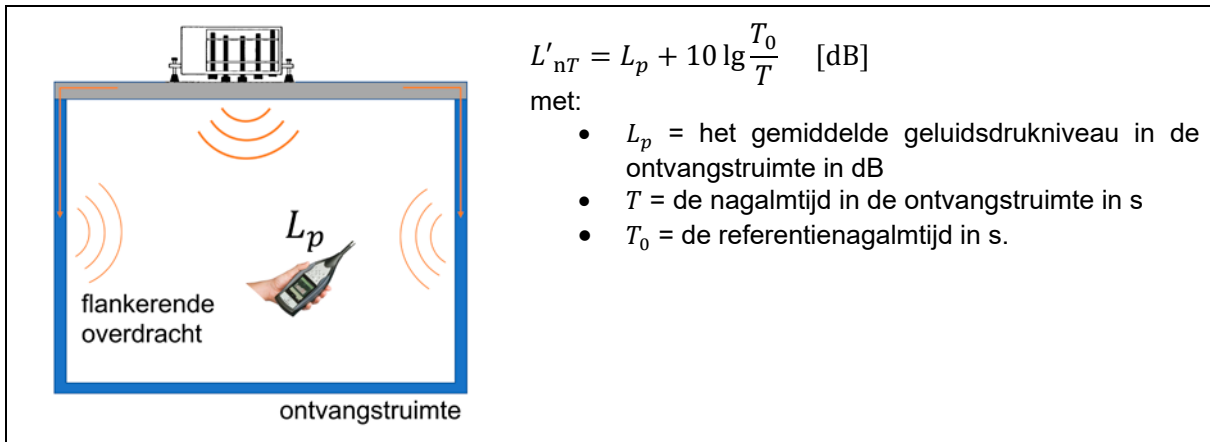 L′nT = Lp + 10 lg T0/T [dB]
met:
• Lp = het gemiddelde geluidsdrukniveau in de
ontvangstruimte in dB
• T = de nagalmtijd in de ontvangstruimte in s
• T0 = de referentienagalmtijd in s.
Lp
flankerende
overdracht
ontvangstruimte